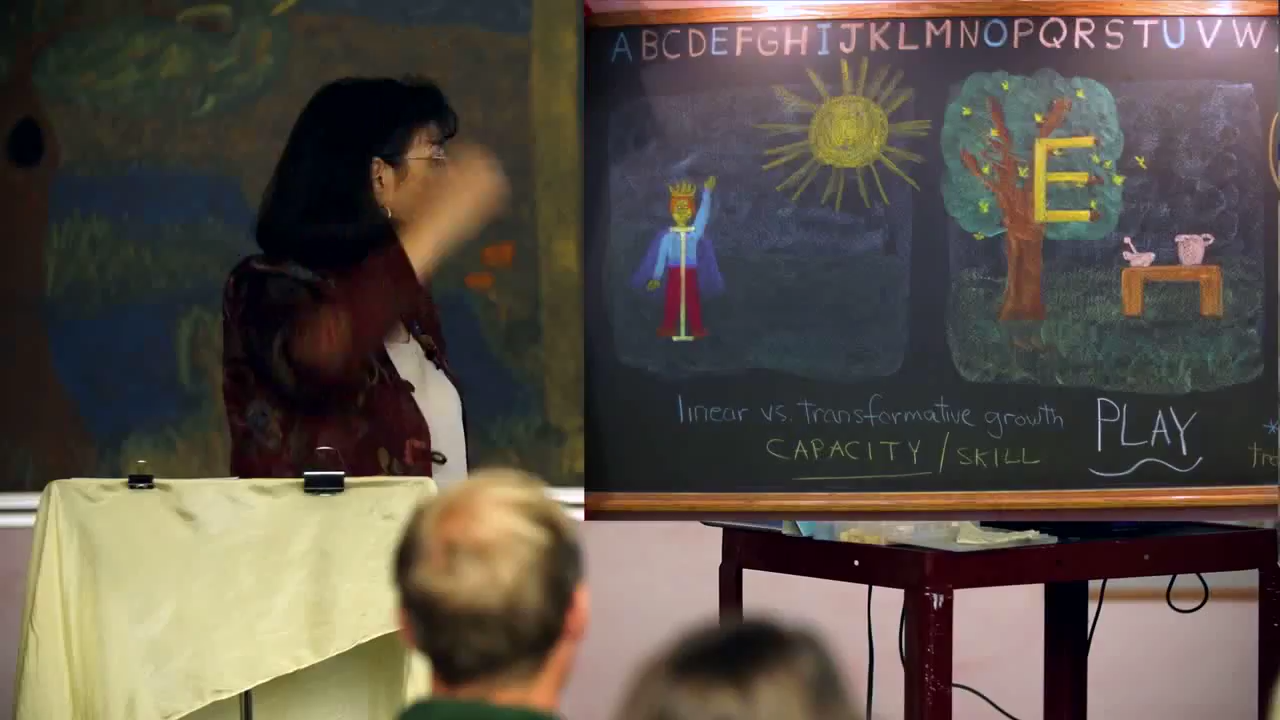 ABCDEFGHIJKLMNOPQRSTUVW
E
linear vs. transformative growth
CAPACITY / SKILL
PLAY